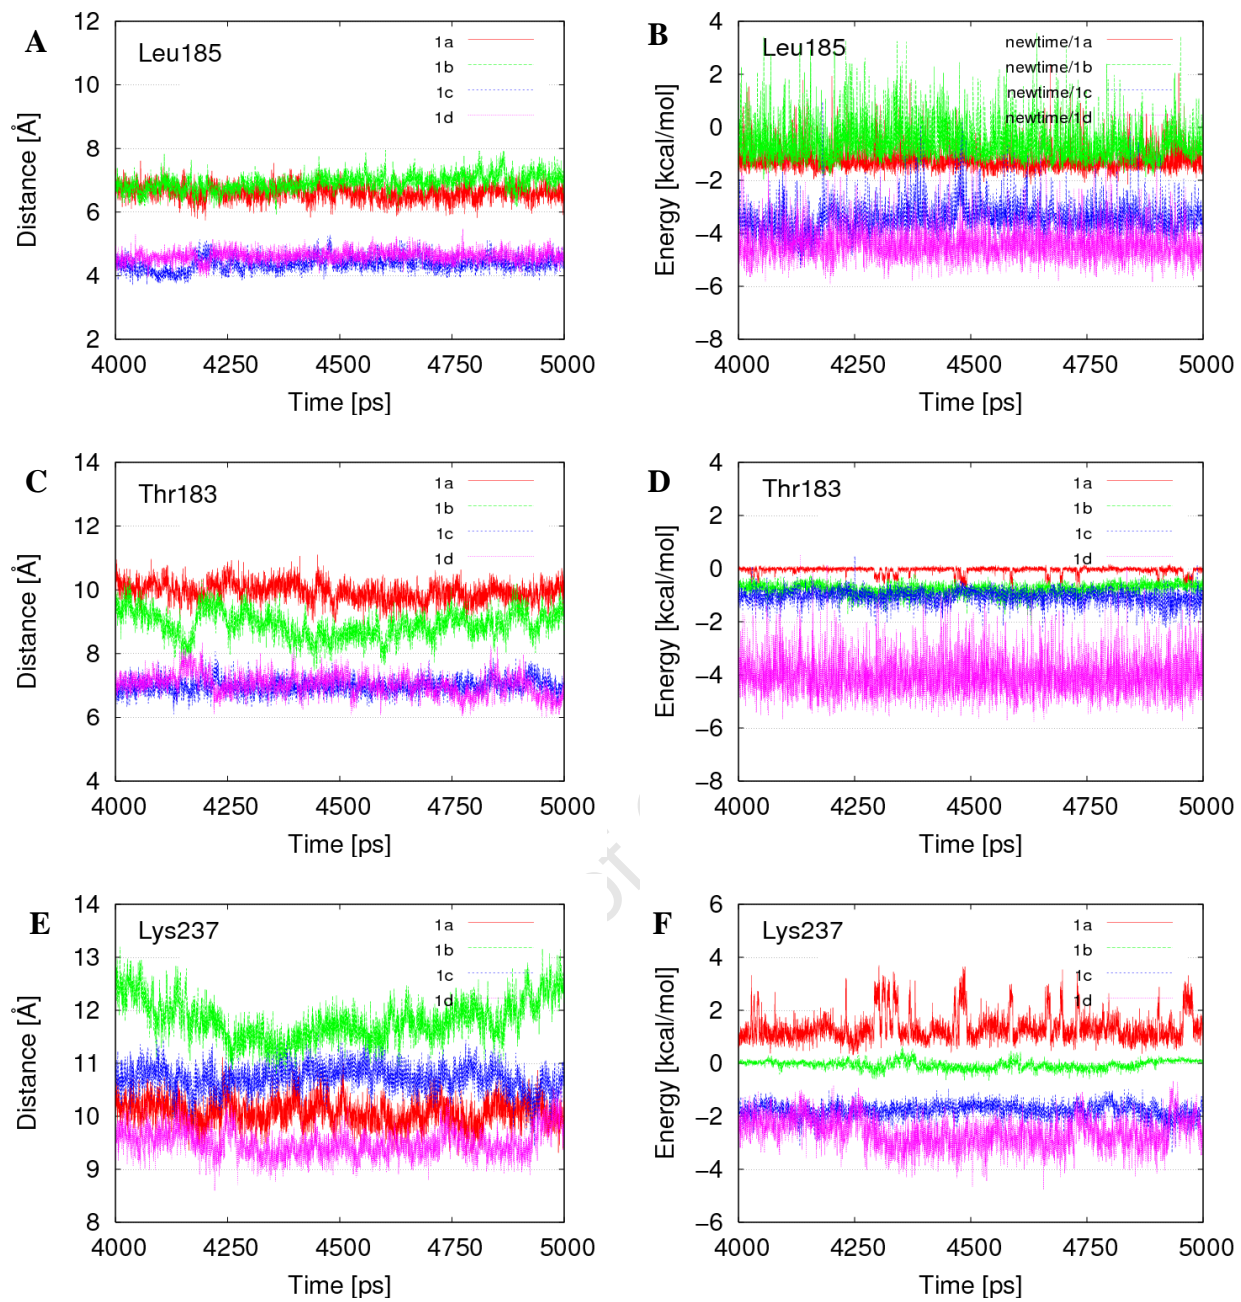 A
Leu185
1a
1b
1c
1d
12
10
8
6
4
2
Distance [Å]
4000 4250 4500 4750 5000
Time [ps]
B
Leu185
newtime/1a
newtime/1b
newtime/1c
newtime/1d
4
2
0
−2
−4
−6
−8
Energy [kcal/mol]
4000 4250 4500 4750 5000
Time [ps]
C
Thr183
1a
1b
1c
1d
14
12
10
8
6
4
Distance [Å]
4000 4250 4500 4750 5000
Time [ps]
D
Thr183
1a
1b
1c
1d
4
2
0
−2
−4
−6
−8
Energy [kcal/mol]
4000 4250 4500 4750 5000
Time [ps]
E
Lys237
1a
1b
1c
1d
14
13
12
11
10
9
8
Distance [Å]
4000 4250 4500 4750 5000
Time [ps]
F
Lys237
1a
1b
1c
1d
6
4
2
0
−2
−4
−6
Energy [kcal/mol]
4000 4250 4500 4750 5000
Time [ps]